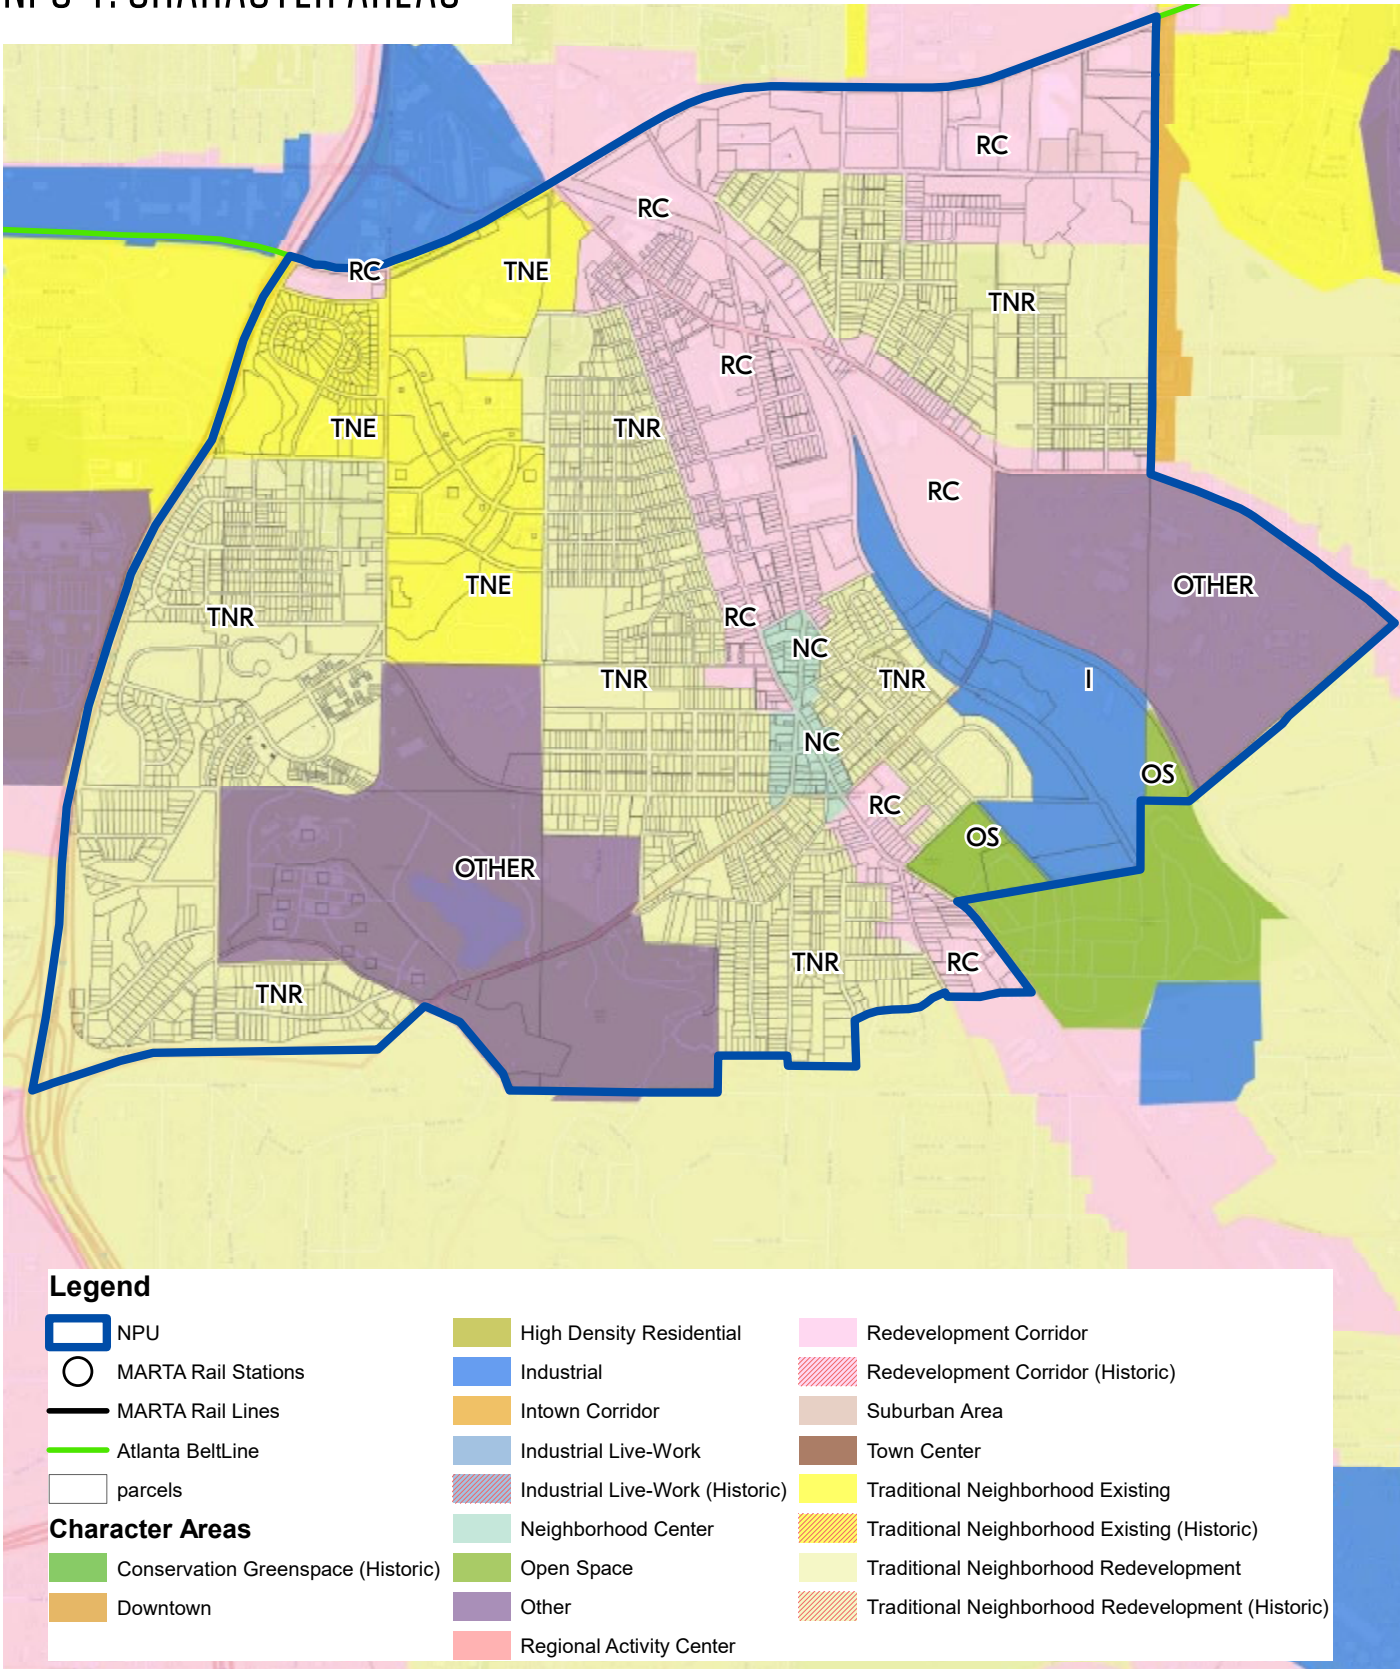 RC
RC
RC
TNE
TNR
RC
TNE
TNR
RC
TNE
OTHER
TNR
RC
NC
TNR
TNR
I
NC
OS
RC
OS
OTHER
TNR
RC
TNR
Legend
NPU
MARTA Rail Stations
MARTA Rail Lines
Atlanta BeltLine
parcels
Character Areas
Conservation Greenspace (Historic)
Downtown
High Density Residential
Industrial
Intown Corridor
Industrial Live-Work
Industrial Live-Work (Historic)
Neighborhood Center
Open Space
Other
Regional Activity Center
Redevelopment Corridor
Redevelopment Corridor (Historic)
Suburban Area
Town Center
Traditional Neighborhood Existing
Traditional Neighborhood Existing (Historic)
Traditional Neighborhood Redevelopment
Traditional Neighborhood Redevelopment (Historic)